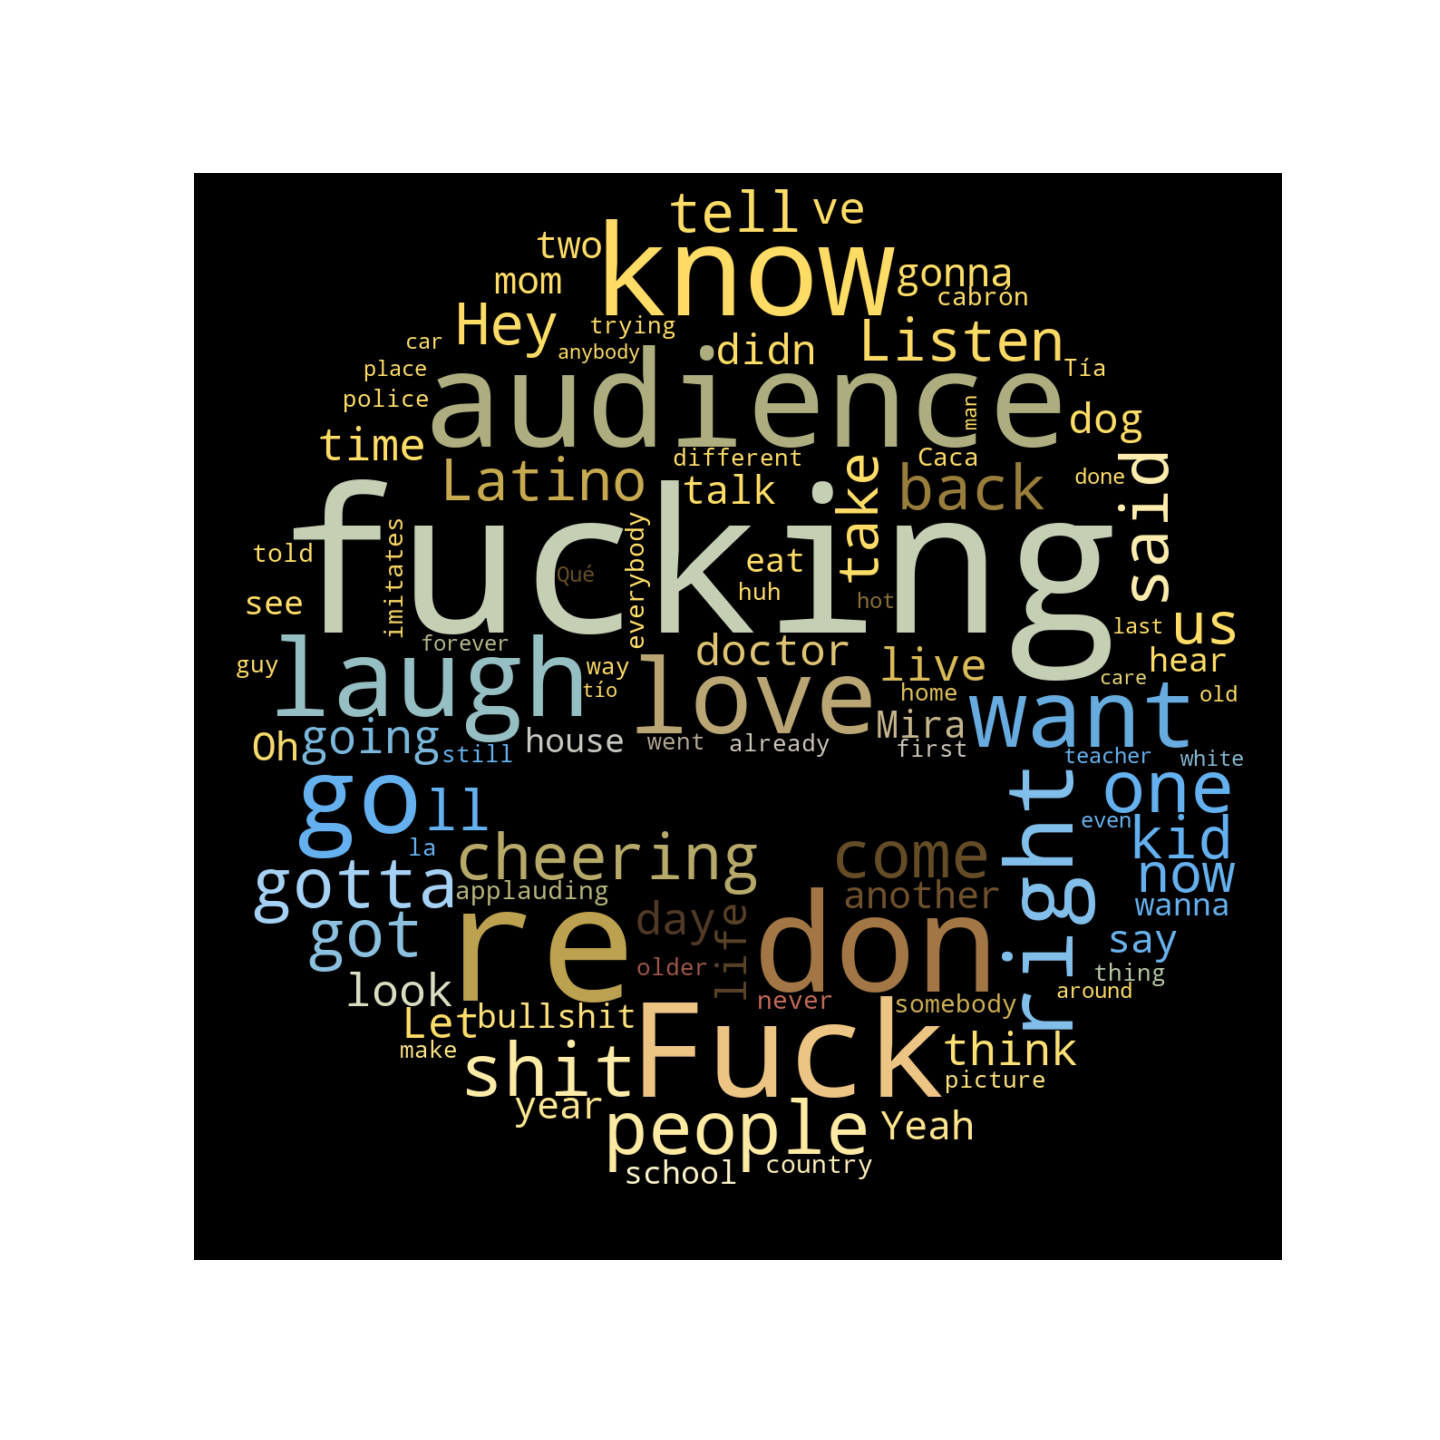 tell
ve
know
two
mom
gonna
cabrón
Hey
trying
Listen
car
anybody
didn
place
Tía
audience
police
man
dog
time
different
Caca
Latino
talk
take
back
done
said
fucking
told
imitates
Qué
everybody
eat
huh
hot
see
last
us
forever
laugh
doctor
live
hear
guy
way
love
care
tío
home
want
old
Oh
going
still
house
went
already
Mira
first
teacher
white
go
ll
right
one
even
kid
la
cheering
come
now
gotta
applauding
another
wanna
got
re
day
life
don
say
older
thing
look
never
somebody
around
Let
bullshit
Fuck
think
make
shit
picture
year
people
Yeah
school
country